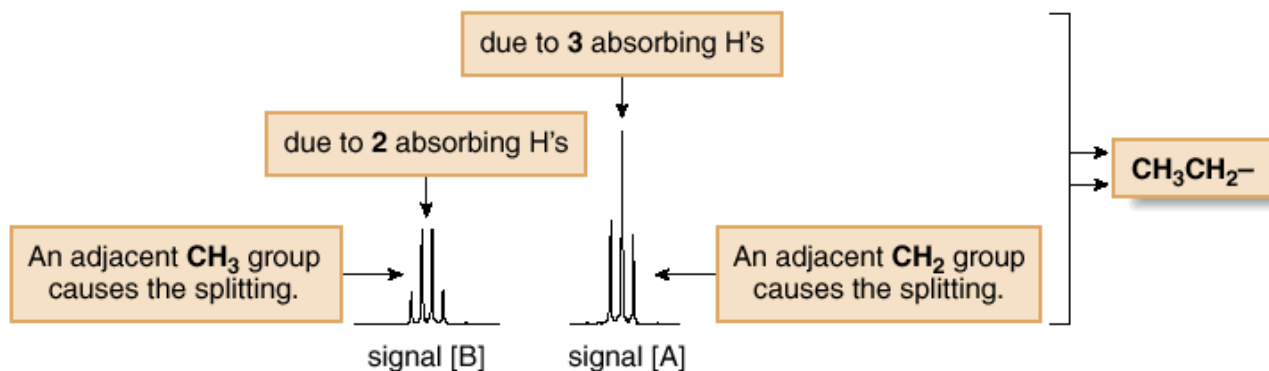 due to 3 absorbing H's
due to 2 absorbing H's
CH₃CH₂–
An adjacent CH₃ group
causes the splitting.
An adjacent CH₂ group
causes the splitting.
signal [B]
signal [A]